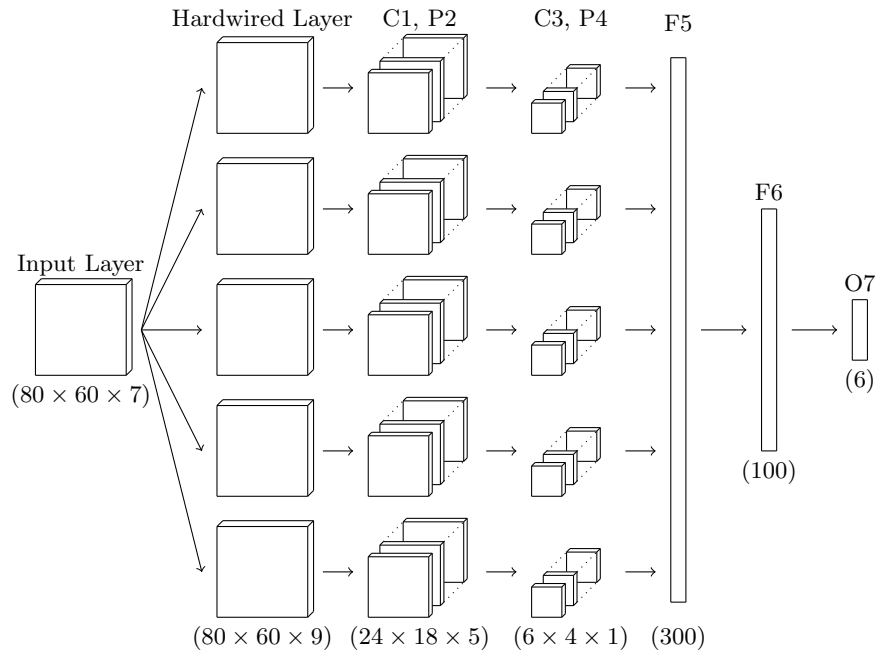 Hardwired Layer
C1, P2
C3, P4
F5
F6
Input Layer
O7
(80 × 60 × 7)
(6)
(100)
(80 × 60 × 9)
(24 × 18 × 5)
(6 × 4 × 1)
(300)